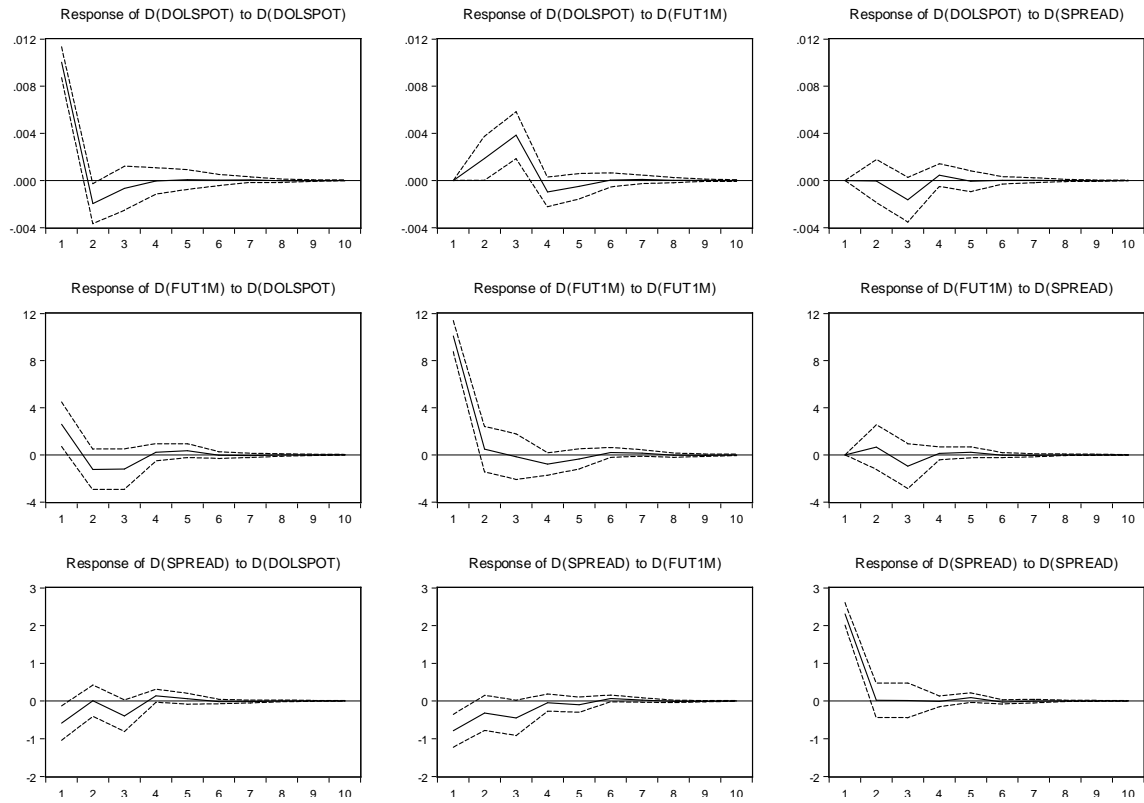 Response of D(DOLSPOT) to D(DOLSPOT)
Response of D(DOLSPOT) to D(FUT1M)
Response of D(DOLSPOT) to D(SPREAD)
.012 .012 .012
.008 .008 .008
.004 .004 .004
.000 .000 .000
-.004 -.004 -.004
1 2 3 4 5 6 7 8 9 10
1 2 3 4 5 6 7 8 9 10
1 2 3 4 5 6 7 8 9 10
Response of D(FUT1M) to D(DOLSPOT)
Response of D(FUT1M) to D(FUT1M)
Response of D(FUT1M) to D(SPREAD)
12 12 12
8 8 8
4 4 4
0 0 0
-4 -4 -4
1 2 3 4 5 6 7 8 9 10
1 2 3 4 5 6 7 8 9 10
1 2 3 4 5 6 7 8 9 10
Response of D(SPREAD) to D(DOLSPOT)
Response of D(SPREAD) to D(FUT1M)
Response of D(SPREAD) to D(SPREAD)
3 3 3
2 2 2
1 1 1
0 0 0
-1 -1 -1
-2 -2 -2
1 2 3 4 5 6 7 8 9 10
1 2 3 4 5 6 7 8 9 10
1 2 3 4 5 6 7 8 9 10